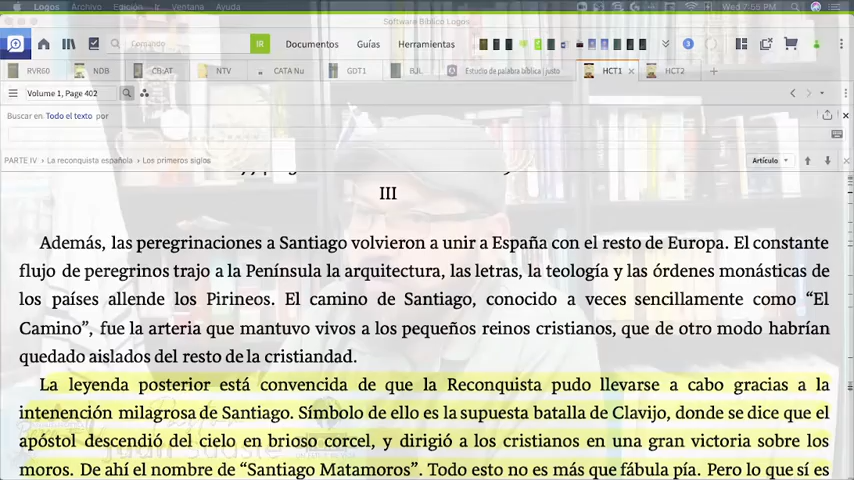 Logos Archivo Edición Ir Ventana Ayuda Wed 7:55 PM
Software Bíblico Logos
Comando IR Documentos Guías Herramientas 3
RVR60 NDB CB:AT NTV CATA Nu GDT1 BJL Estudio de palabra bíblica | justo HCT1 HCT2
Volume 1, Page 402
Buscar en Todo el texto por
PARTE IV > La reconquista española > Los primeros siglos Artículo
III
Además, las peregrinaciones a Santiago volvieron a unir a España con el resto de Europa. El constante
flujo de peregrinos trajo a la Península la arquitectura, las letras, la teología y las órdenes monásticas de
los países allende los Pirineos. El camino de Santiago, conocido a veces sencillamente como “El
Camino”, fue la arteria que mantuvo vivos a los pequeños reinos cristianos, que de otro modo habrían
quedado aislados del resto de la cristiandad.
La leyenda posterior está convencida de que la Reconquista pudo llevarse a cabo gracias a la
intenención milagrosa de Santiago. Símbolo de ello es la supuesta batalla de Clavijo, donde se dice que el
apóstol descendió del cielo en brioso corcel, y dirigió a los cristianos en una gran victoria sobre los
moros. De ahí el nombre de “Santiago Matamoros”. Todo esto no es más que fábula pía. Pero lo que sí es